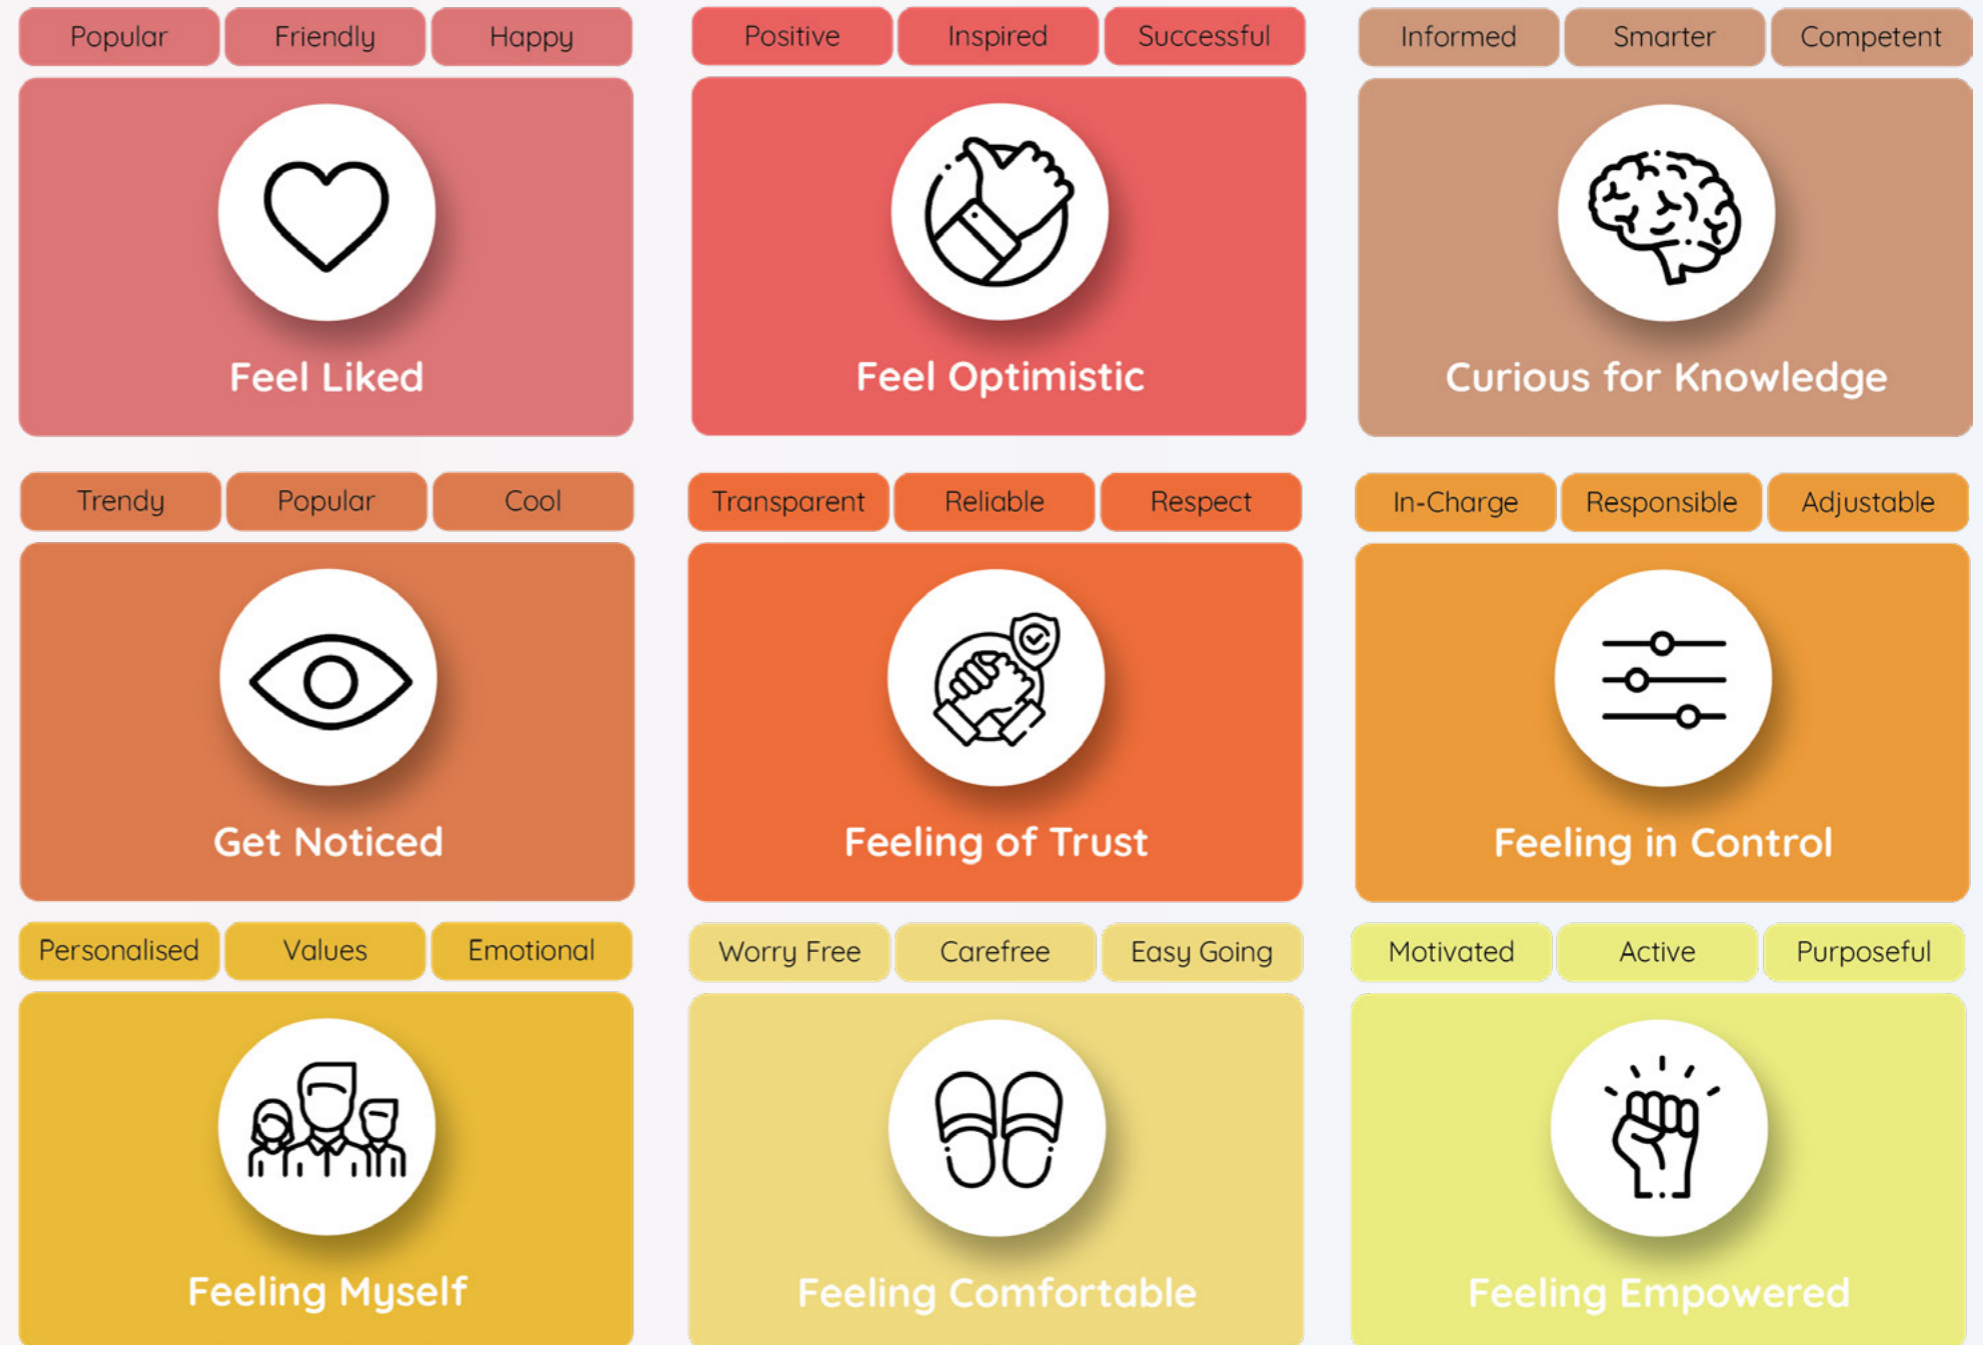 Popular Friendly Happy
Feel Liked
Positive Inspired Successful
Feel Optimistic
Informed Smarter Competent
Curious for Knowledge
Trendy Popular Cool
Get Noticed
Transparent Reliable Respect
Feeling of Trust
In-Charge Responsible Adjustable
Feeling in Control
Personalised Values Emotional
Feeling Myself
Worry Free Carefree Easy Going
Feeling Comfortable
Motivated Active Purposeful
Feeling Empowered